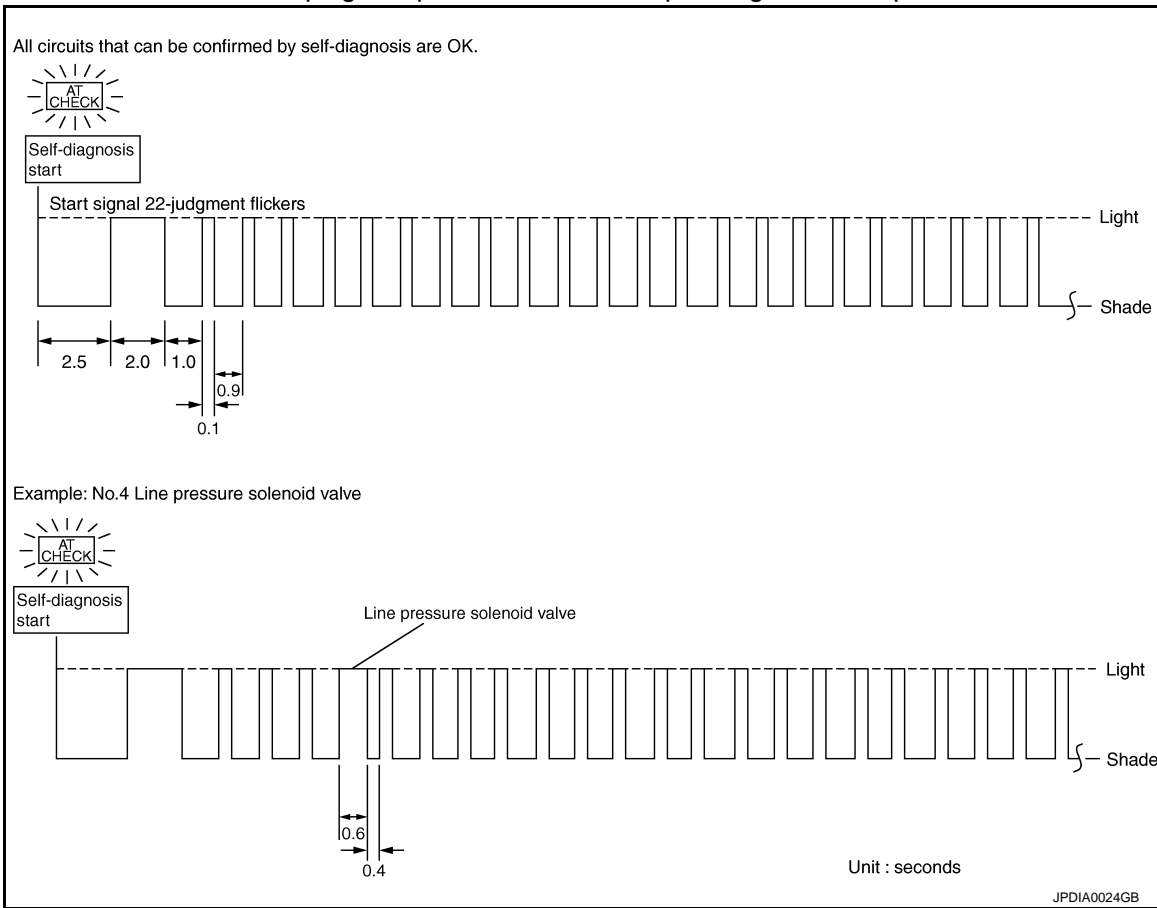 All circuits that can be confirmed by self-diagnosis are OK.
AT
CHECK
Self-diagnosis
start
Start signal 22-judgment flickers
Light
Shade
2.5
2.0
1.0
0.9
0.1
Example: No.4 Line pressure solenoid valve
AT
CHECK
Self-diagnosis
start
Line pressure solenoid valve
Light
Shade
0.6
0.4
Unit : seconds
JPDIA0024GB